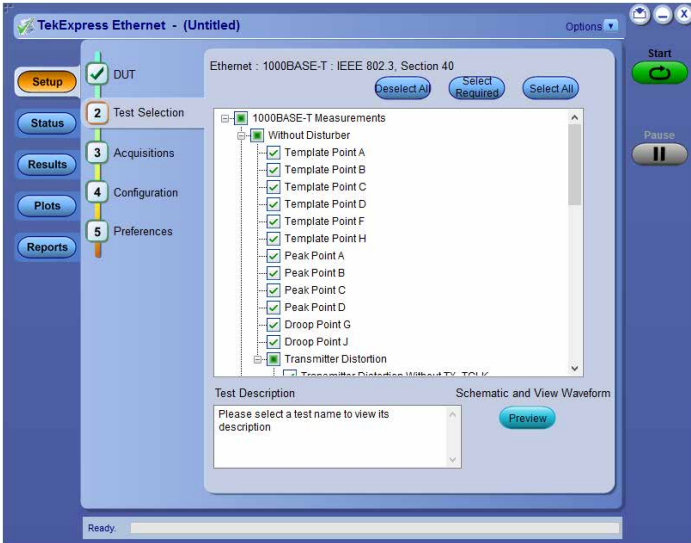 TekExpress Ethernet - (Untitled)
Options
Start
Pause
Setup
Status
Results
Plots
Reports
DUT
2 Test Selection
3 Acquisitions
4 Configuration
5 Preferences
Ethernet : 1000BASE-T : IEEE 802.3, Section 40
Deselect All
Select Required
Select All
1000BASE-T Measurements
Without Disturber
Template Point A
Template Point B
Template Point C
Template Point D
Template Point F
Template Point H
Peak Point A
Peak Point B
Peak Point C
Peak Point D
Droop Point G
Droop Point J
Transmitter Distortion
Transmitter Distortion Without TX_TCLK
Test Description
Please select a test name to view its
description
Schematic and View Waveform
Preview
Ready.